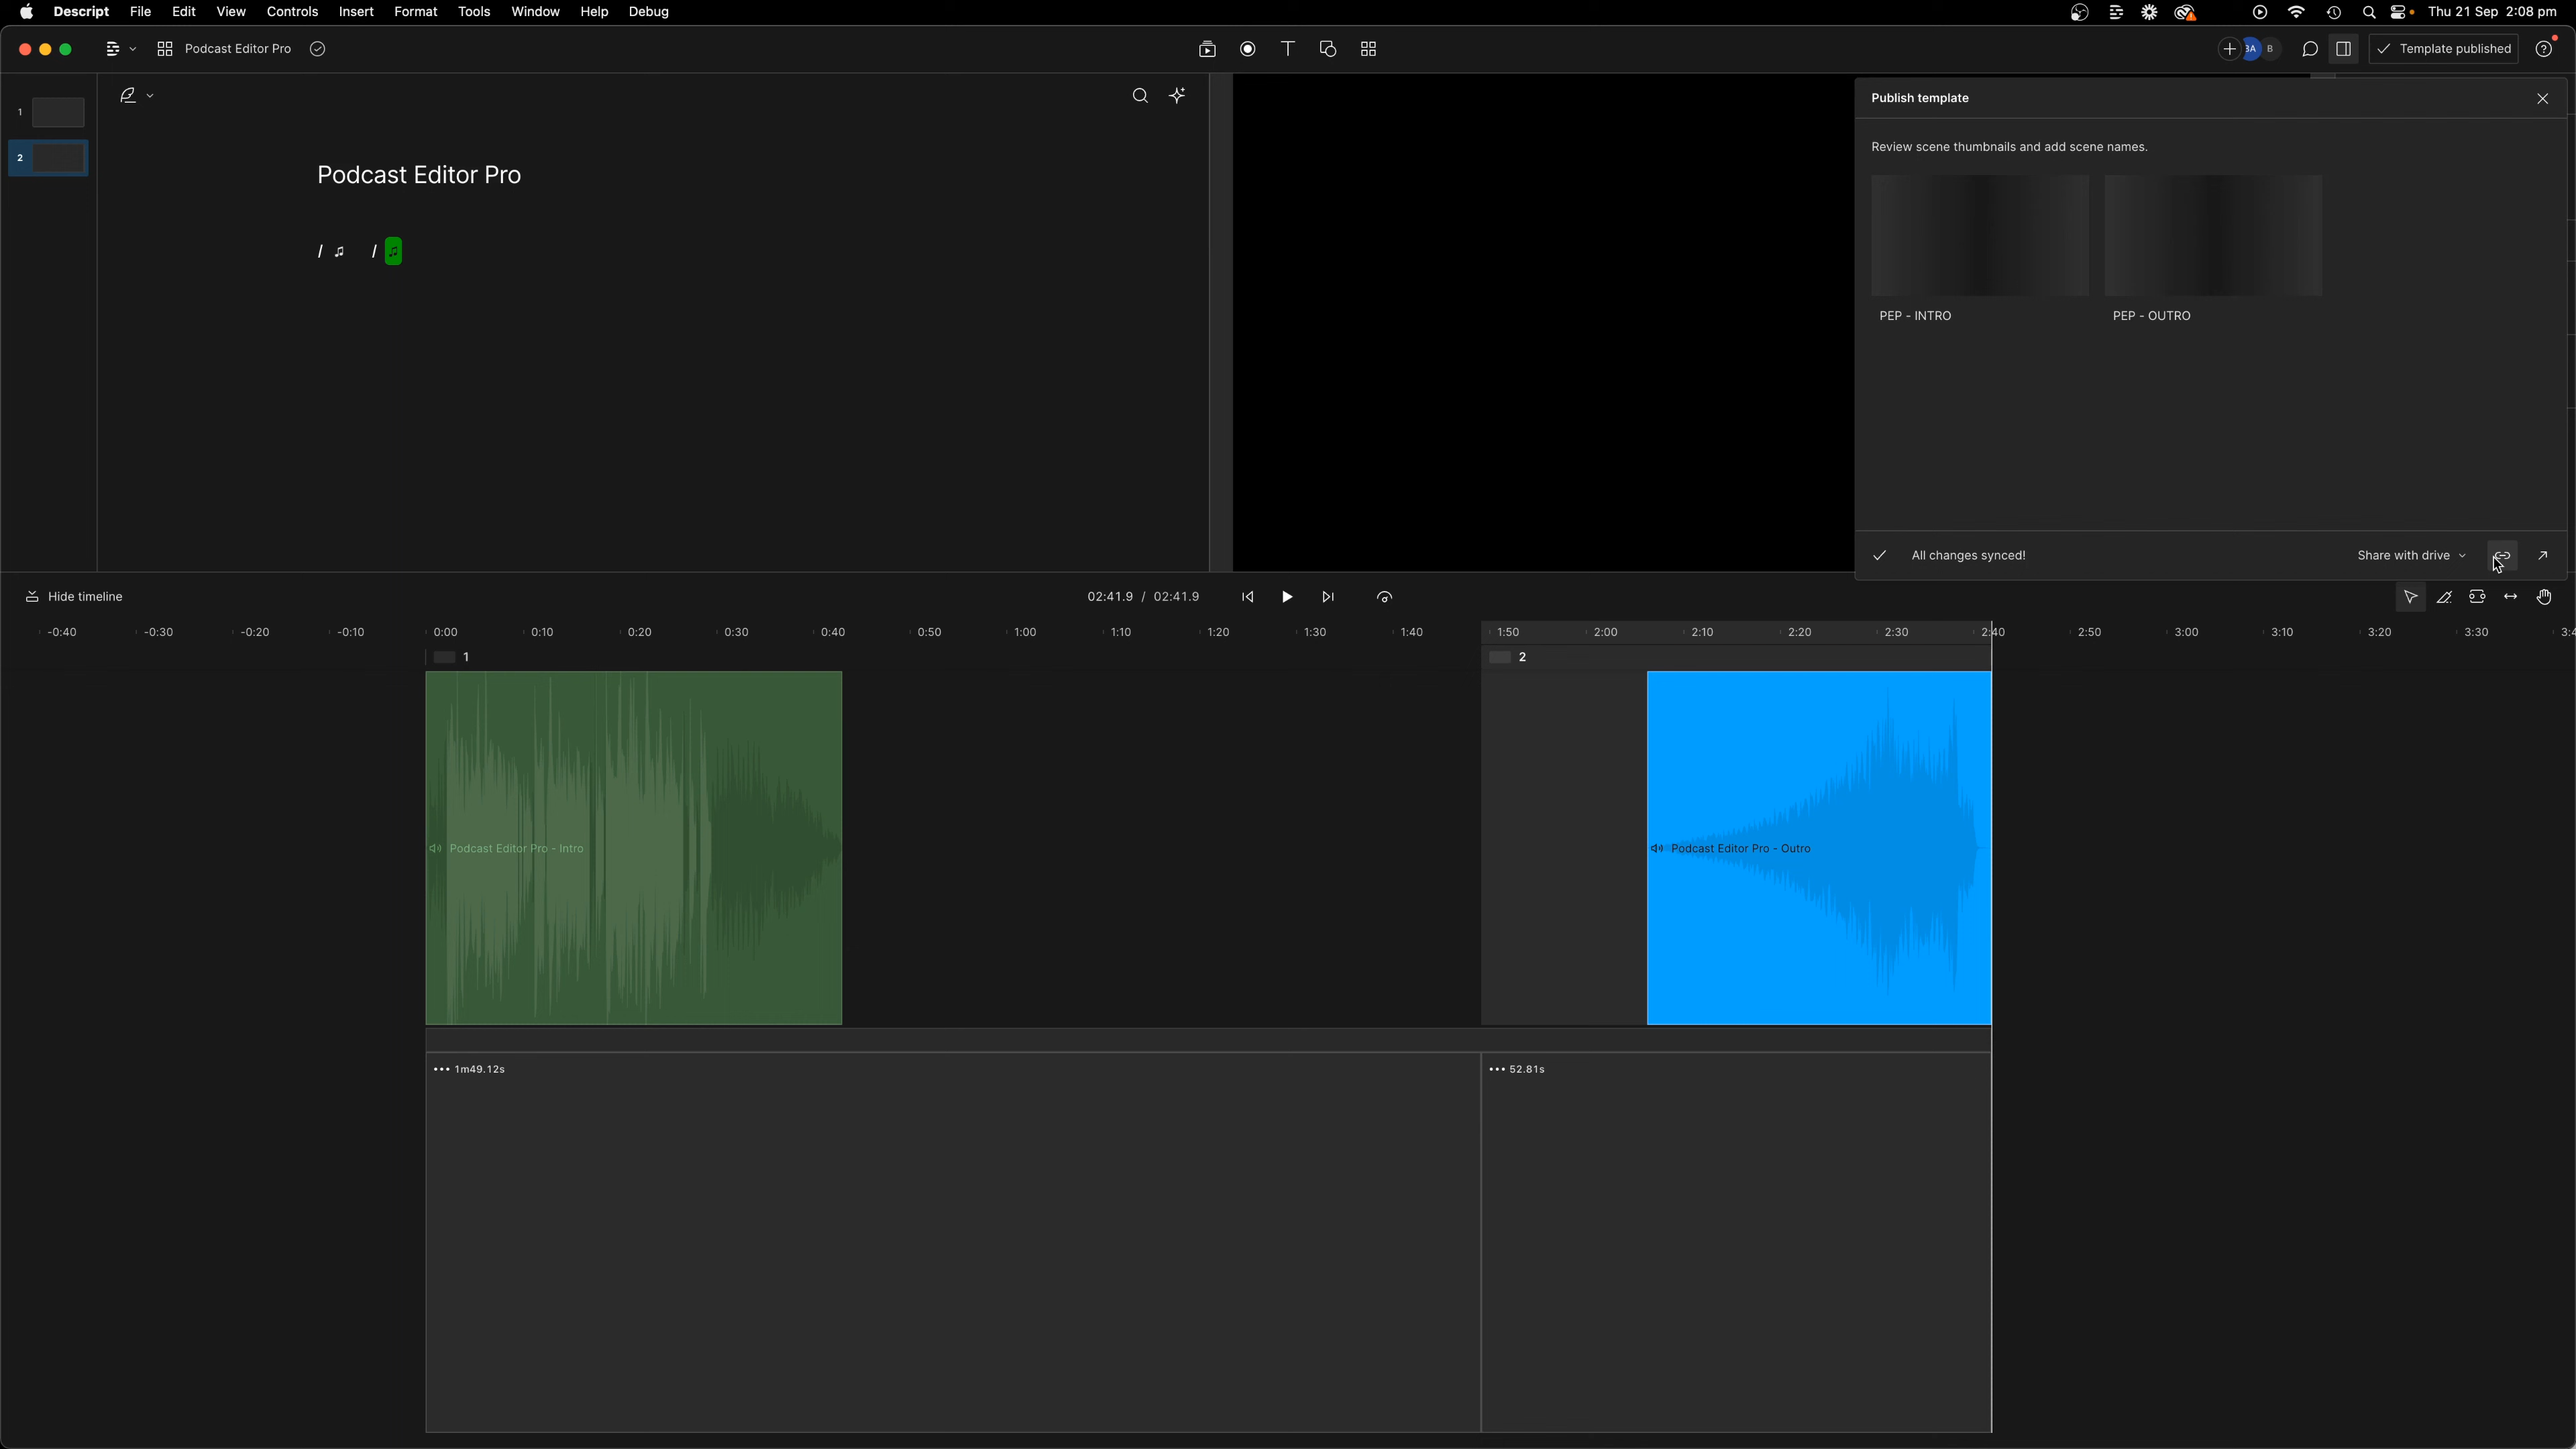 Descript File Edit View Controls Insert Format Tools Window Help Debug Thu 21 Sep 2:08 pm
Podcast Editor Pro BA B Template published
1
2
Podcast Editor Pro
/ ♫ / ♫
Publish template
Review scene thumbnails and add scene names.
PEP - INTRO PEP - OUTRO
All changes synced! Share with drive
Hide timeline 02:41.9 / 02:41.9
-0:40 -0:30 -0:20 -0:10 0:00 0:10 0:20 0:30 0:40 0:50 1:00 1:10 1:20 1:30 1:40 1:50 2:00 2:10 2:20 2:30 2:40 2:50 3:00 3:10 3:20 3:30
1 2
Podcast Editor Pro - Intro Podcast Editor Pro - Outro
••• 1m49.12s ••• 52.81s